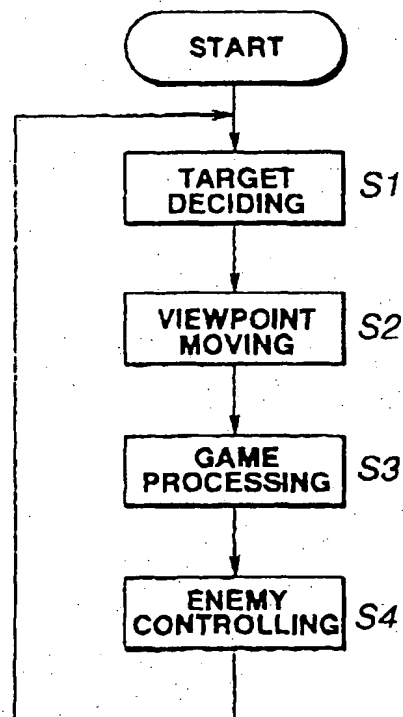 START
TARGET
DECIDING
S1
VIEWPOINT
MOVING
S2
GAME
PROCESSING
S3
ENEMY
CONTROLLING
S4